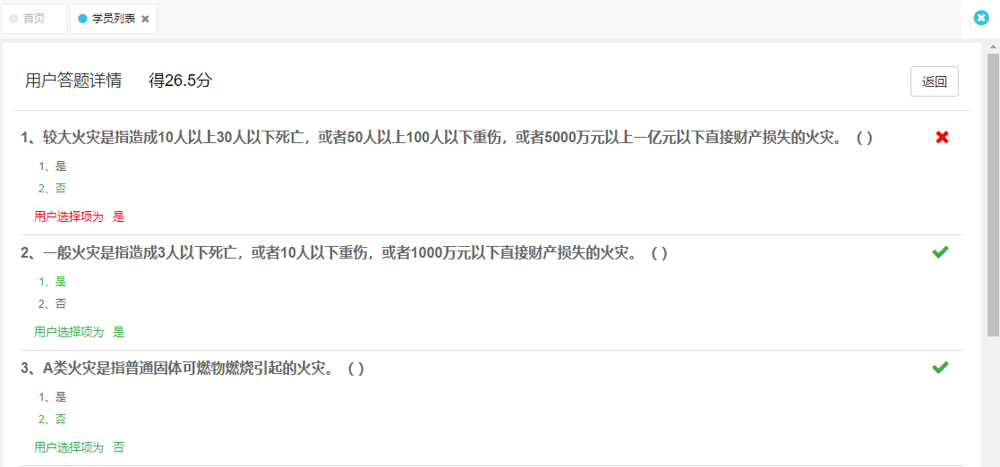 首页
学员列表
用户答题详情 得26.5分
返回
1、较大火灾是指造成10人以上30人以下死亡，或者50人以上100人以下重伤，或者5000万元以上一亿元以下直接财产损失的火灾。 ( )
1、是
2、否
用户选择项为 是
2、一般火灾是指造成3人以下死亡，或者10人以下重伤，或者1000万元以下直接财产损失的火灾。 ( )
1、是
2、否
用户选择项为 是
3、A类火灾是指普通固体可燃物燃烧引起的火灾。 ( )
1、是
2、否
用户选择项为 否